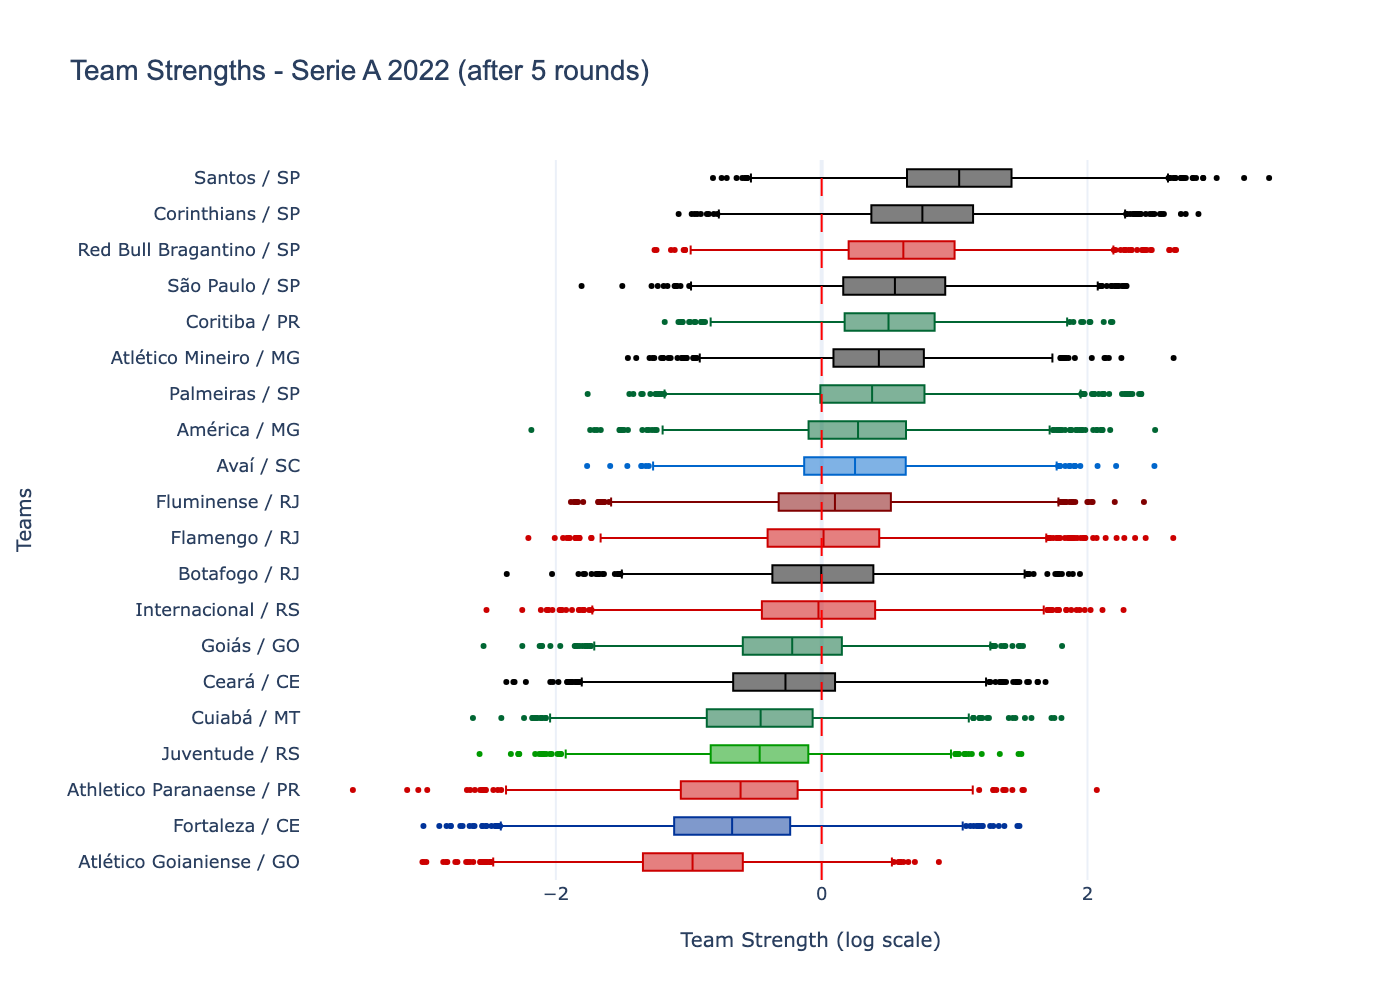 Team Strengths - Serie A 2022 (after 5 rounds)
Santos / SP
Corinthians / SP
Red Bull Bragantino / SP
São Paulo / SP
Coritiba / PR
Atlético Mineiro / MG
Palmeiras / SP
América / MG
Avaí / SC
Fluminense / RJ
Flamengo / RJ
Botafogo / RJ
Internacional / RS
Goiás / GO
Ceará / CE
Cuiabá / MT
Juventude / RS
Athletico Paranaense / PR
Fortaleza / CE
Atlético Goianiense / GO
Teams
−2 0 2
Team Strength (log scale)